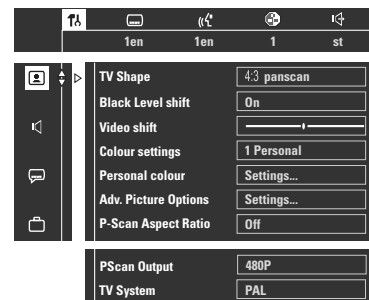 1en 1en 1 st
TV Shape 4:3 panscan
Black Level shift On
Video shift
Colour settings 1 Personal
Personal colour Settings...
Adv. Picture Options Settings...
P-Scan Aspect Ratio Off
PScan Output 480P
TV System PAL